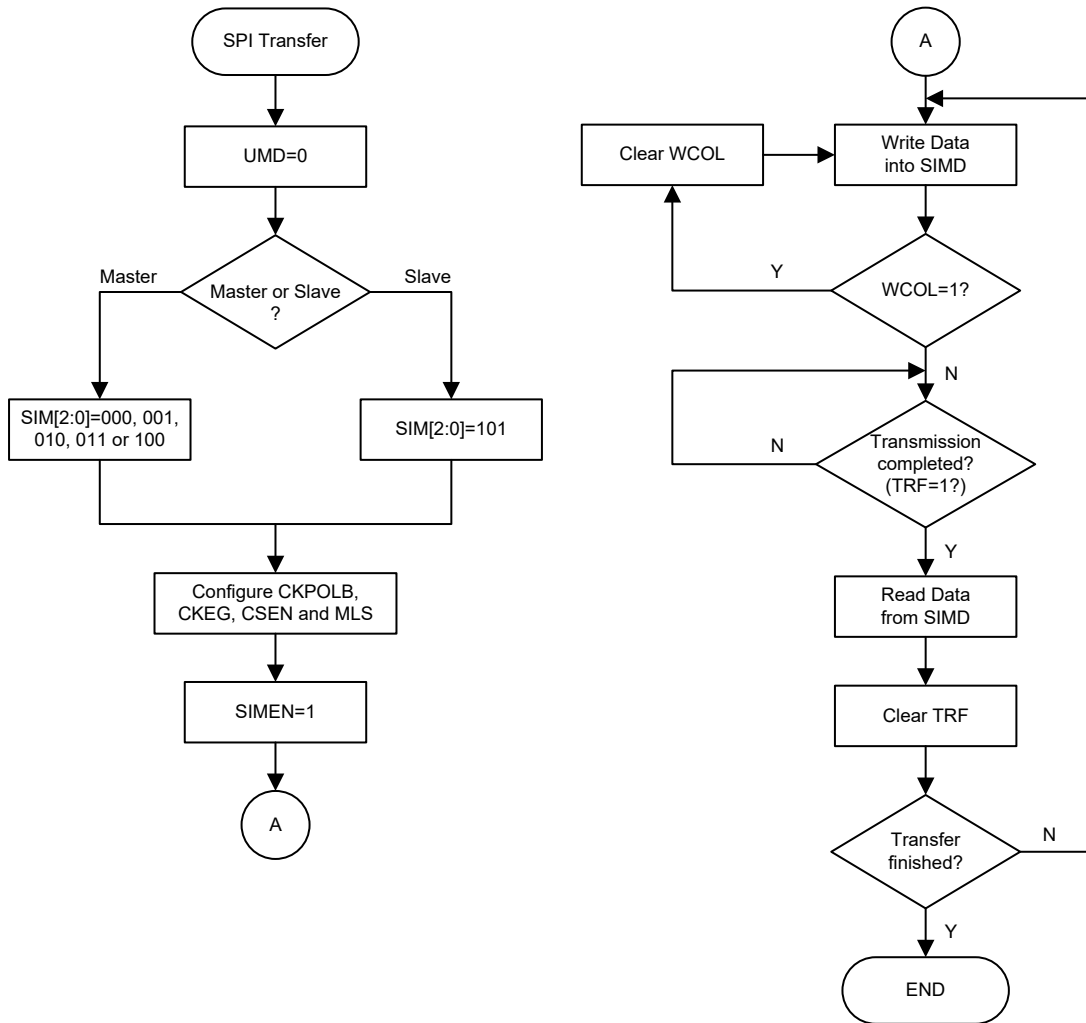 SPI Transfer
UMD=0
Master or Slave
?
Master
Slave
SIM[2:0]=000, 001,
010, 011 or 100
SIM[2:0]=101
Configure CKPOLB,
CKEG, CSEN and MLS
SIMEN=1
A
A
Write Data
into SIMD
Clear WCOL
Y
WCOL=1?
N
Transmission
completed?
(TRF=1?)
N
Y
Read Data
from SIMD
Clear TRF
Transfer
finished?
N
Y
END